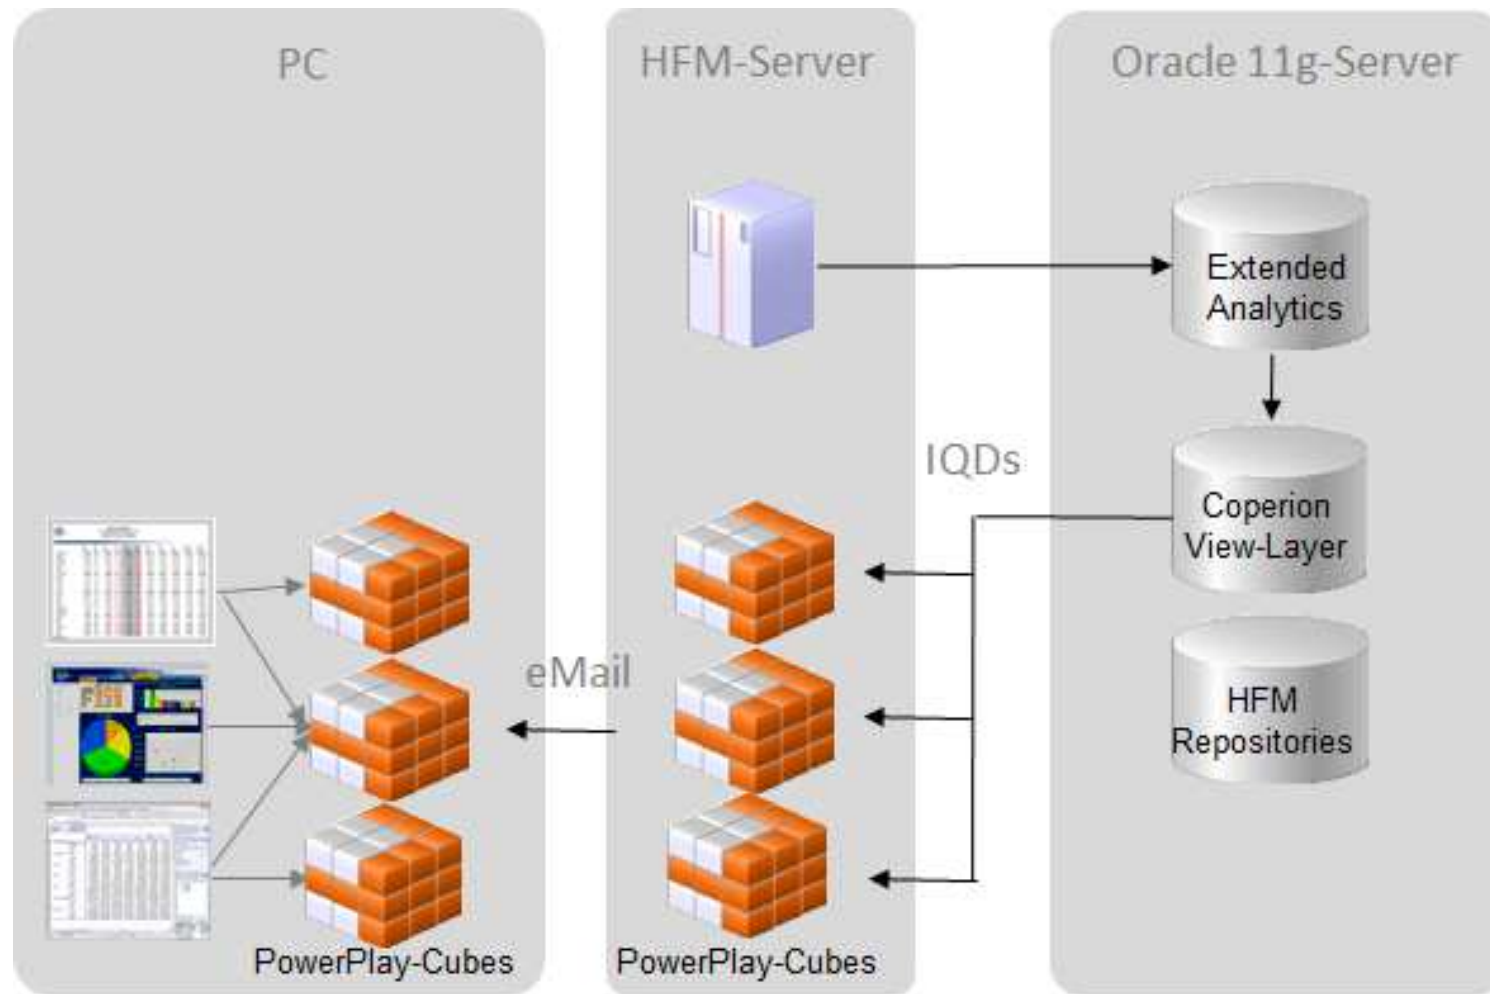 PC
HFM-Server
Oracle 11g-Server
Extended
Analytics
IQDs
Coperion
View-Layer
eMail
HFM
Repositories
PowerPlay-Cubes
PowerPlay-Cubes